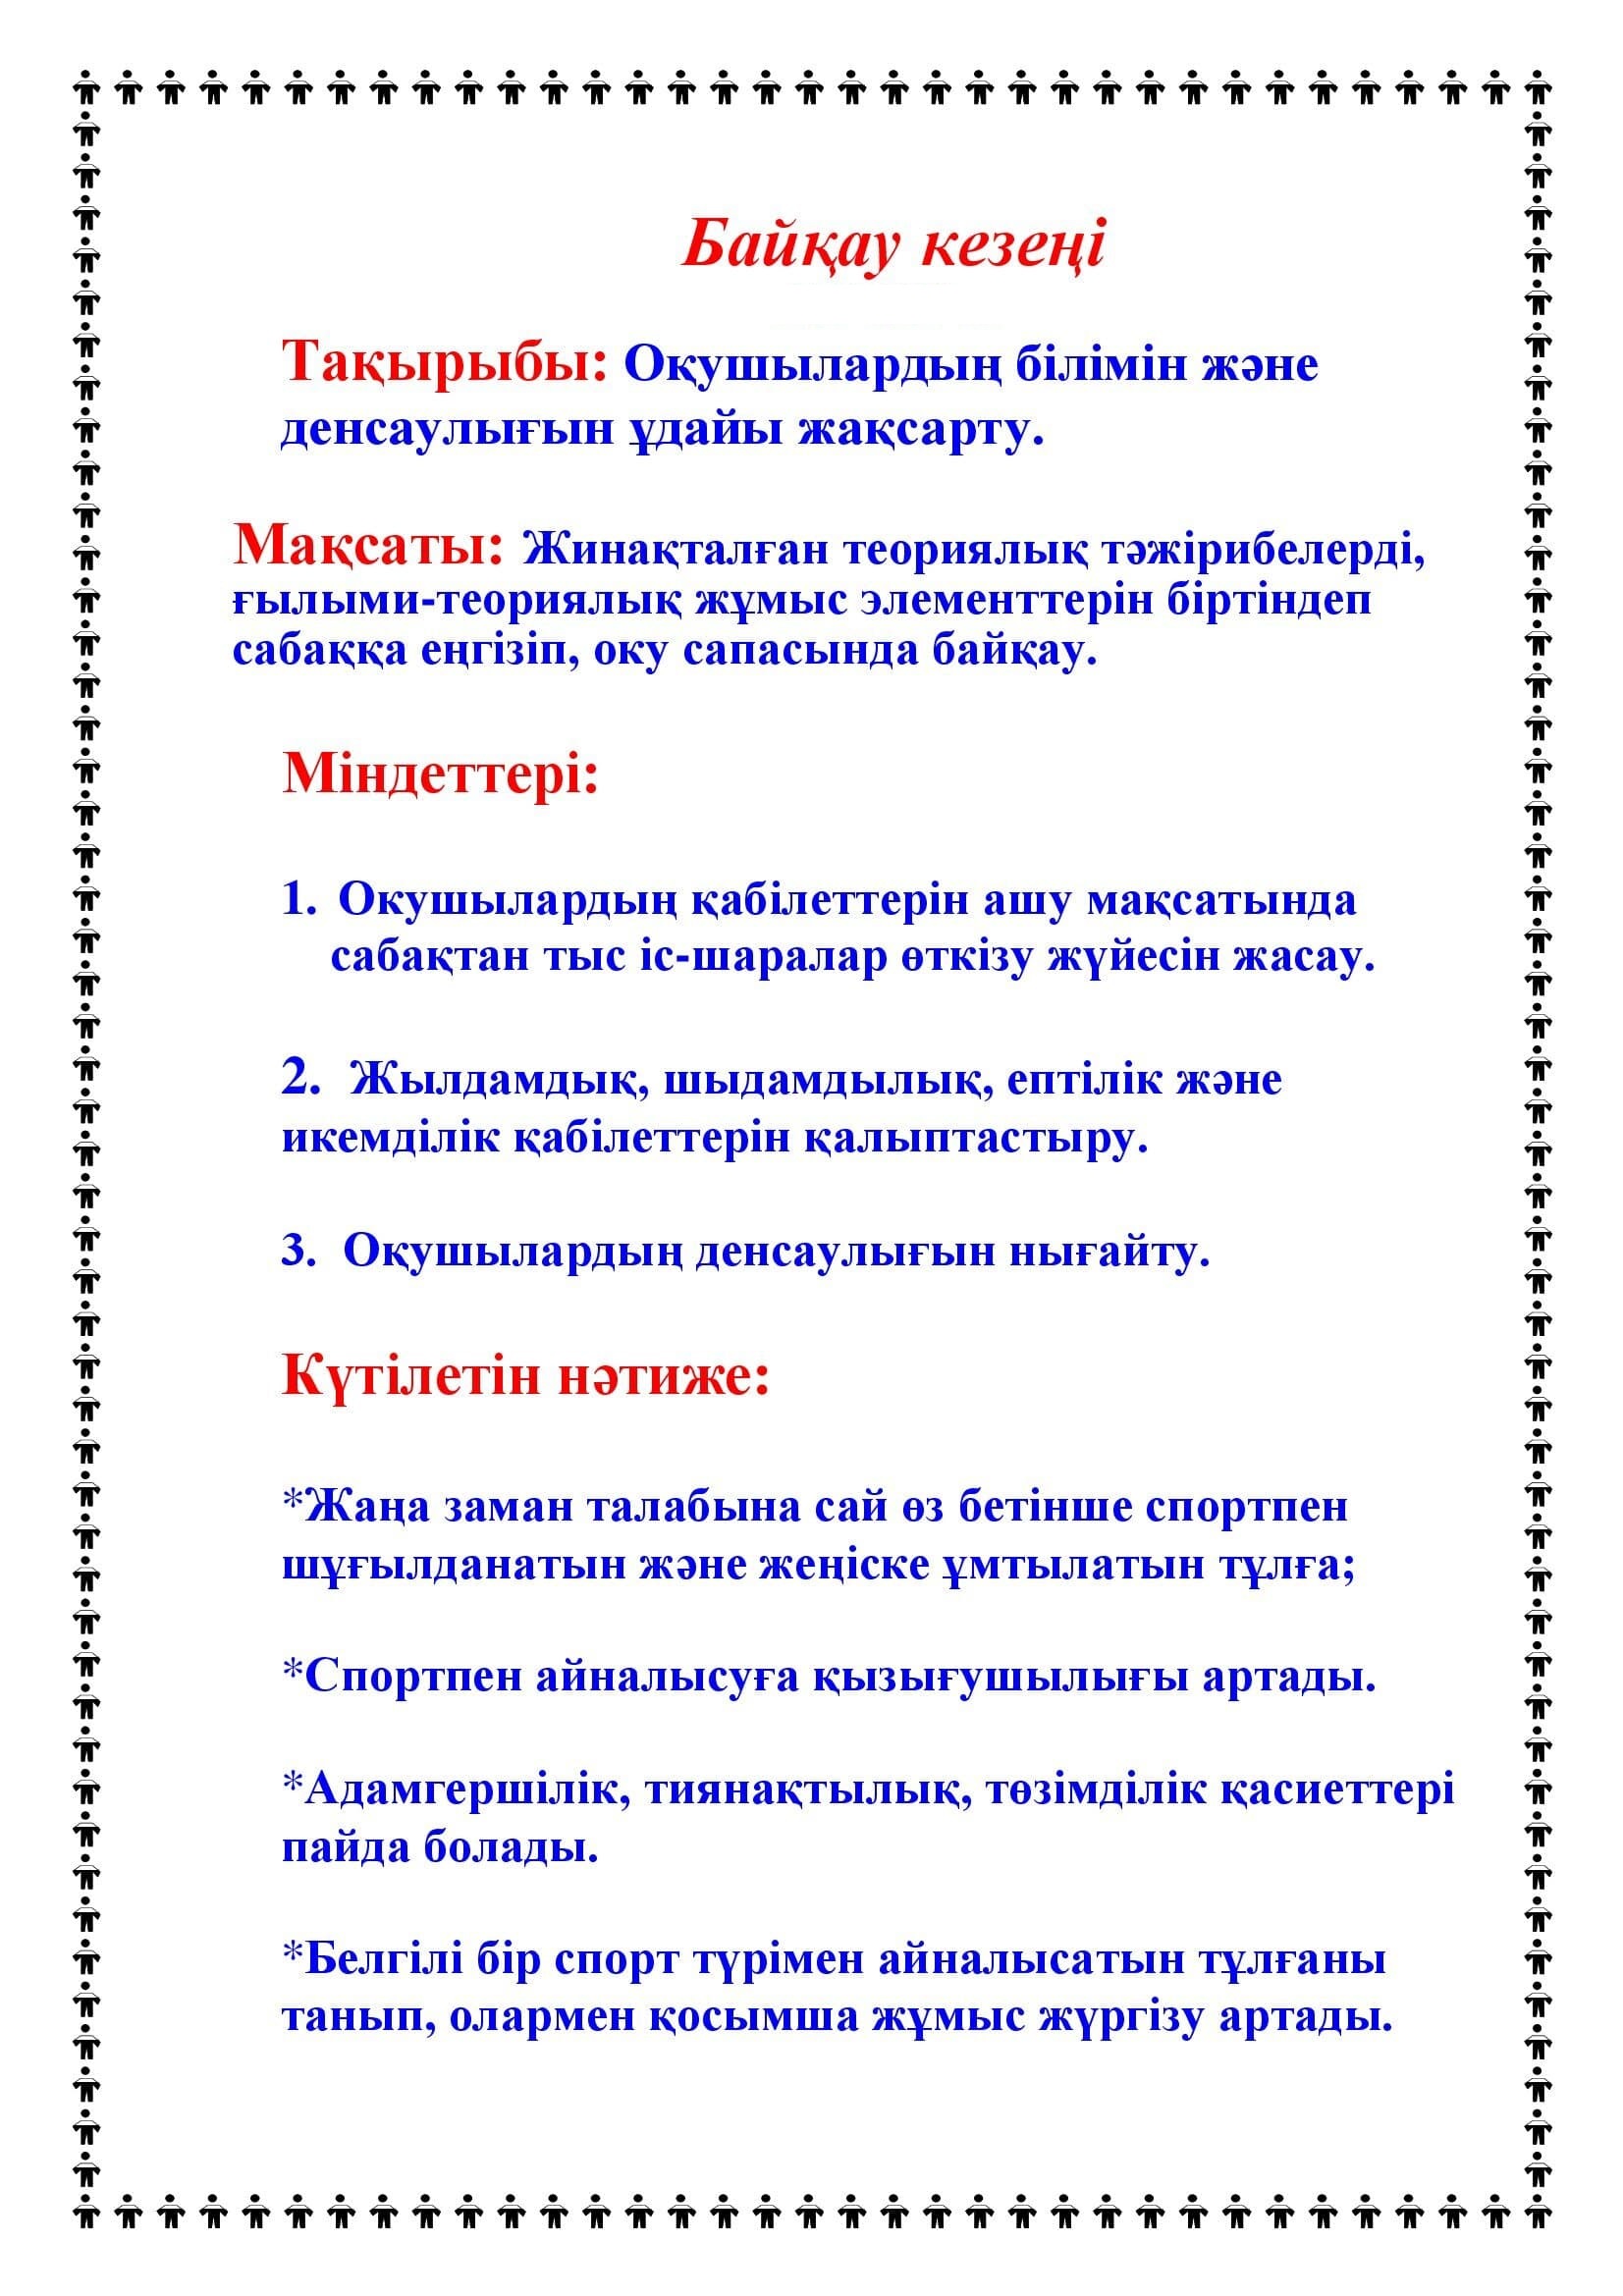 Байқау кезеңі
Тақырыбы: Оқушылардың білімін және
денсаулығын ұдайы жақсарту.
Мақсаты: Жинақталған теориялық тәжірибелерді,
ғылыми-теориялық жұмыс элементтерін біртіндеп
сабаққа еңгізіп, оку сапасында байқау.
Міндеттері:
1. Окушылардың қабілеттерін ашу мақсатында
сабақтан тыс іс-шаралар өткізу жүйесін жасау.
2. Жылдамдық, шыдамдылық, ептілік және
икемділік қабілеттерін қалыптастыру.
3. Оқушылардың денсаулығын нығайту.
Күтілетін нәтиже:
*Жаңа заман талабына сай өз бетінше спортпен
шұғылданатын және жеңіске ұмтылатын тұлға;
*Спортпен айналысуға қызығушылығы артады.
*Адамгершілік, тиянақтылық, төзімділік қасиеттері
пайда болады.
*Белгілі бір спорт түрімен айналысатын тұлғаны
танып, олармен қосымша жұмыс жүргізу артады.